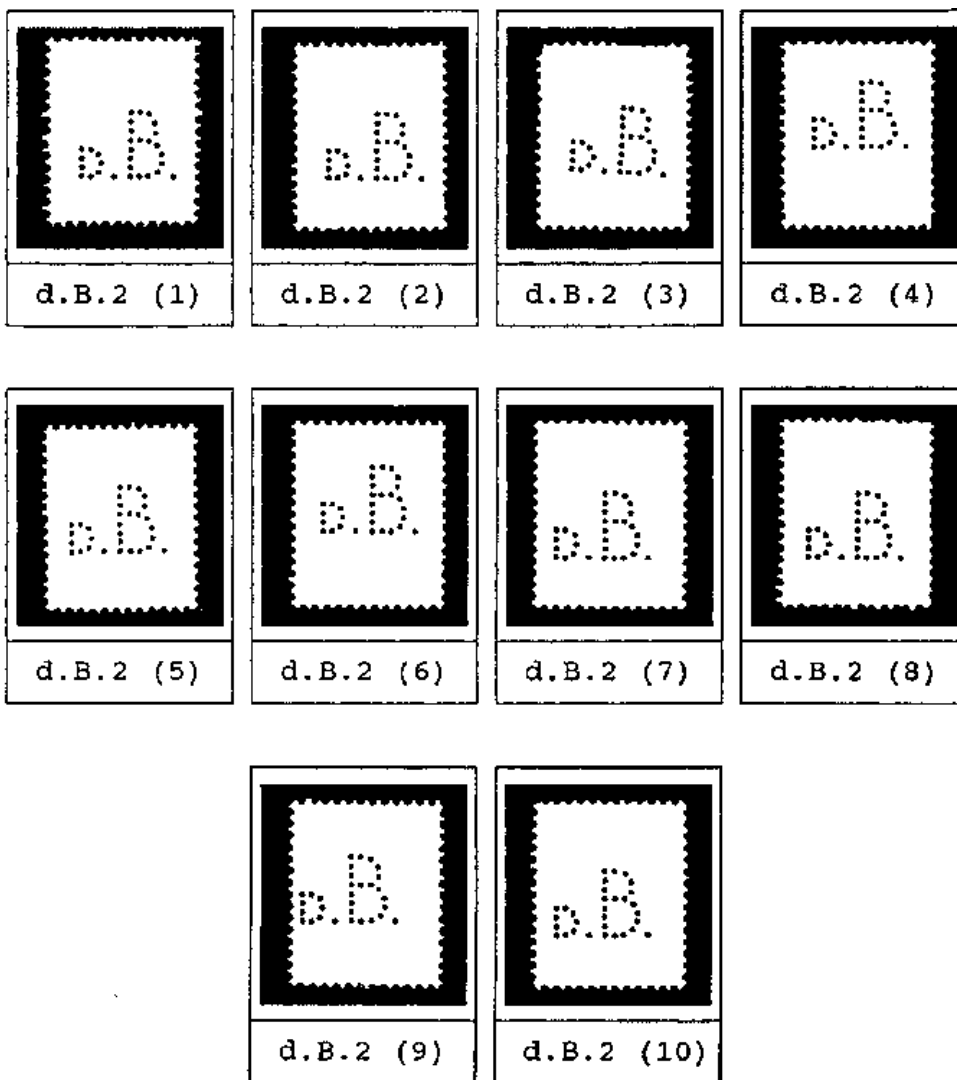 D.B. D.B. D.B. D.B.
d.B.2 (1) d.B.2 (2) d.B.2 (3) d.B.2 (4)
D.B. D.B. D.B. D.B.
d.B.2 (5) d.B.2 (6) d.B.2 (7) d.B.2 (8)
D.B. D.B.
d.B.2 (9) d.B.2 (10)